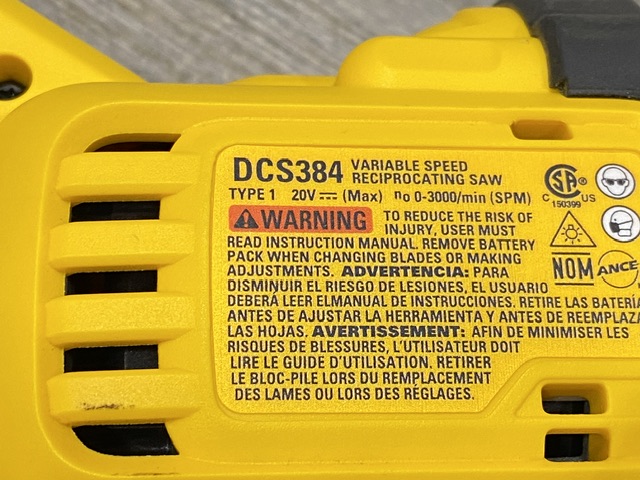 DCS384 VARIABLE SPEED
RECIPROCATING SAW
TYPE 1 20V (Max) no 0-3000/min (SPM)
SA
C 150399 US
WARNING TO REDUCE THE RISK OF
INJURY, USER MUST
READ INSTRUCTION MANUAL. REMOVE BATTERY
PACK WHEN CHANGING BLADES OR MAKING
ADJUSTMENTS. ADVERTENCIA: PARA
DISMINUIR EL RIESGO DE LESIONES, EL USUARIO
DEBERÁ LEER ELMANUAL DE INSTRUCCIONES. RETIRE LAS BATERÍA
ANTES DE AJUSTAR LA HERRAMIENTA Y ANTES DE REEMPLAZA
LAS HOJAS. AVERTISSEMENT: AFIN DE MINIMISER LES
RISQUES DE BLESSURES, L'UTILISATEUR DOIT
LIRE LE GUIDE D'UTILISATION. RETIRER
LE BLOC-PILE LORS DU REMPLACEMENT
DES LAMES OU LORS DES RÉGLAGES.
NOM
ANCE